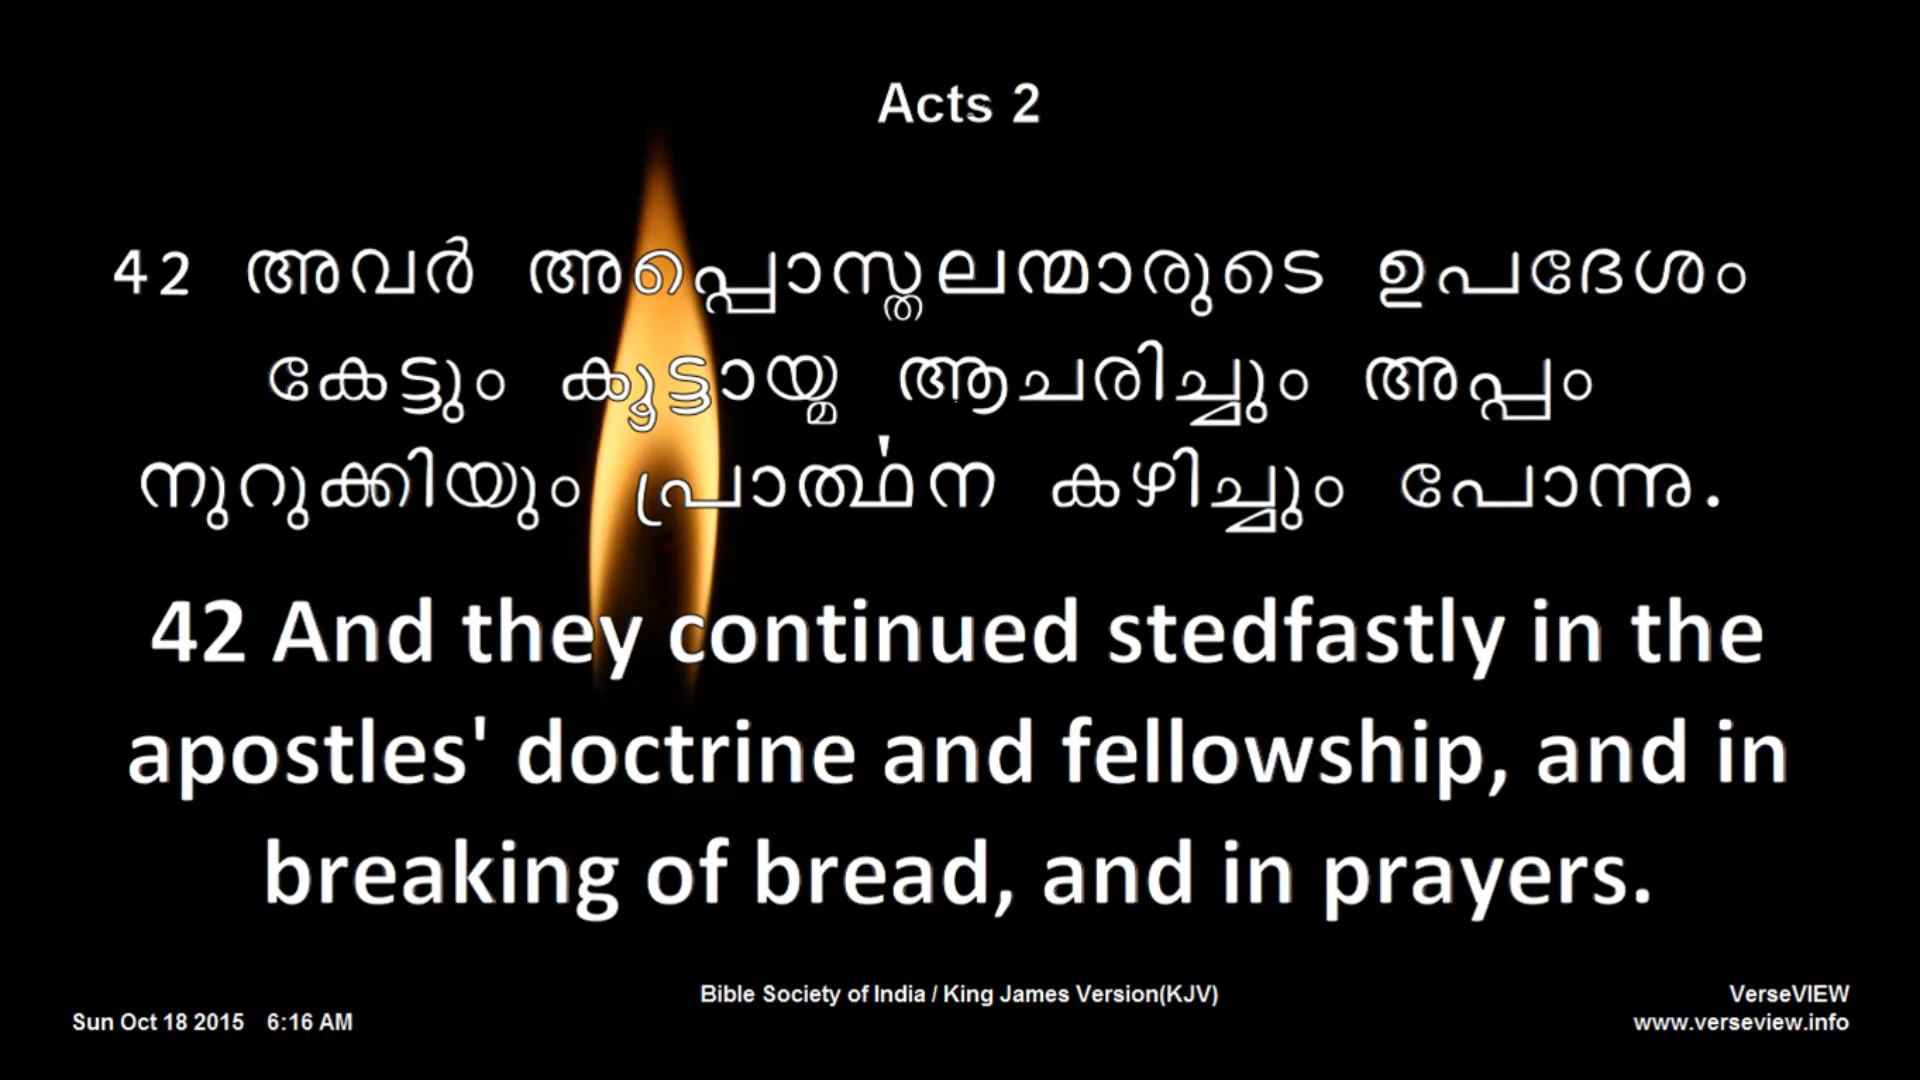 Acts 2
42 അവർ അപ്പൊസ്തലന്മാരുടെ ഉപദേശം
കേട്ടും കൂട്ടായ്മ ആചരിച്ചും അപ്പം
നുറുക്കിയും പ്രാൎത്ഥന കഴിച്ചും പോന്നു.
42 And they continued stedfastly in the
apostles' doctrine and fellowship, and in
breaking of bread, and in prayers.
Bible Society of India / King James Version(KJV)
VerseVIEW
Sun Oct 18 2015 6:16 AM
www.verseview.info